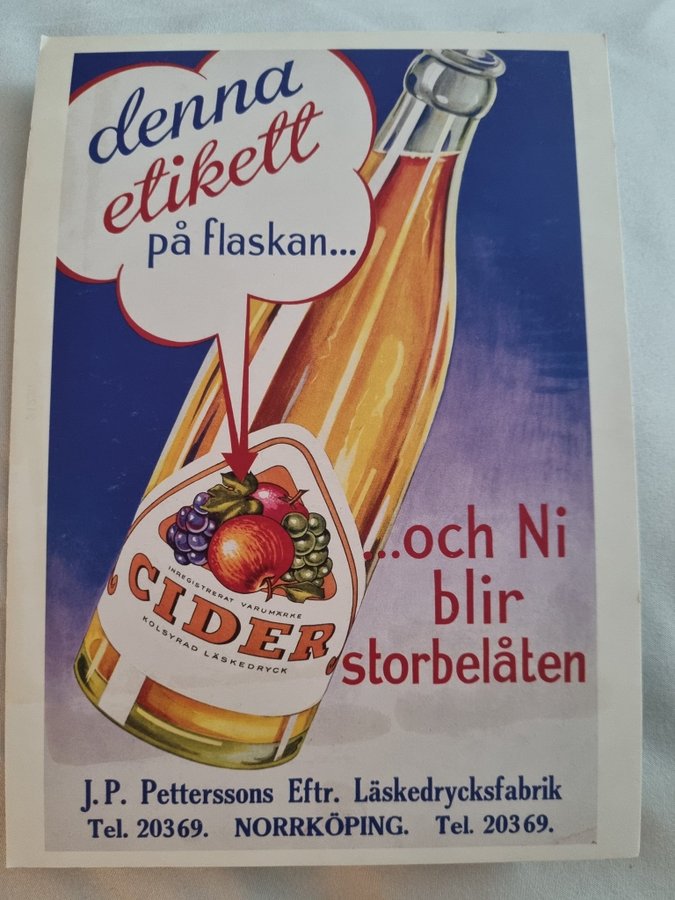 denna
etikett
på flaskan...
...och Ni
blir
storbelåten
INREGISTRERAT VARUMÄRKE
CIDER
KOLSYRAD LÄSKEDRYCK
J.P. Petterssons Eftr. Läskedrycksfabrik
Tel. 20369. NORRKÖPING. Tel. 20369.